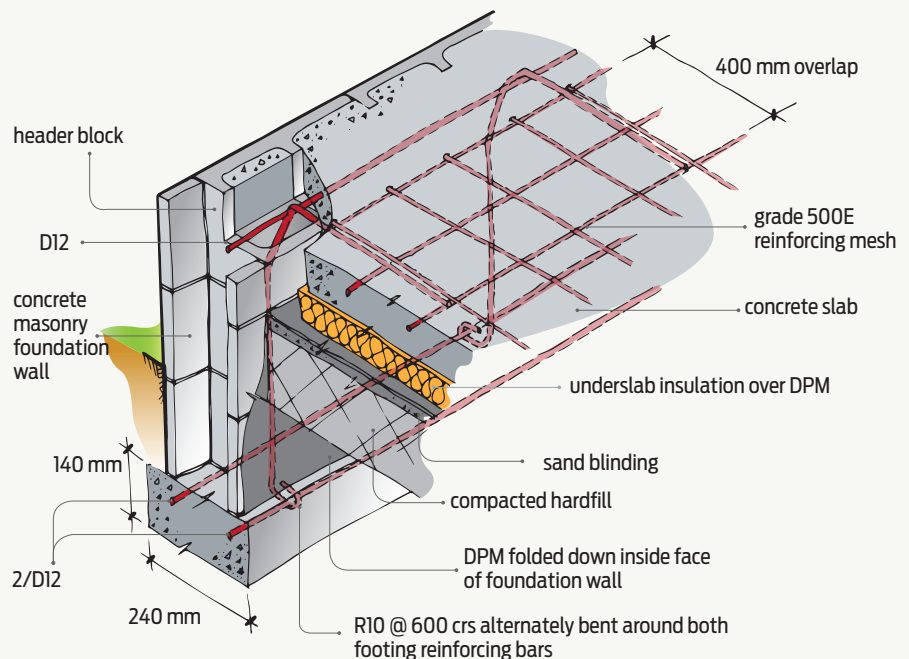 400 mm overlap
header block
D12
grade 500E
reinforcing mesh
concrete
masonry
foundation
wall
concrete slab
underslab insulation over DPM
sand blinding
140 mm
compacted hardfill
DPM folded down inside face
of foundation wall
2/D12
240 mm
R10 @ 600 crs alternately bent around both
footing reinforcing bars